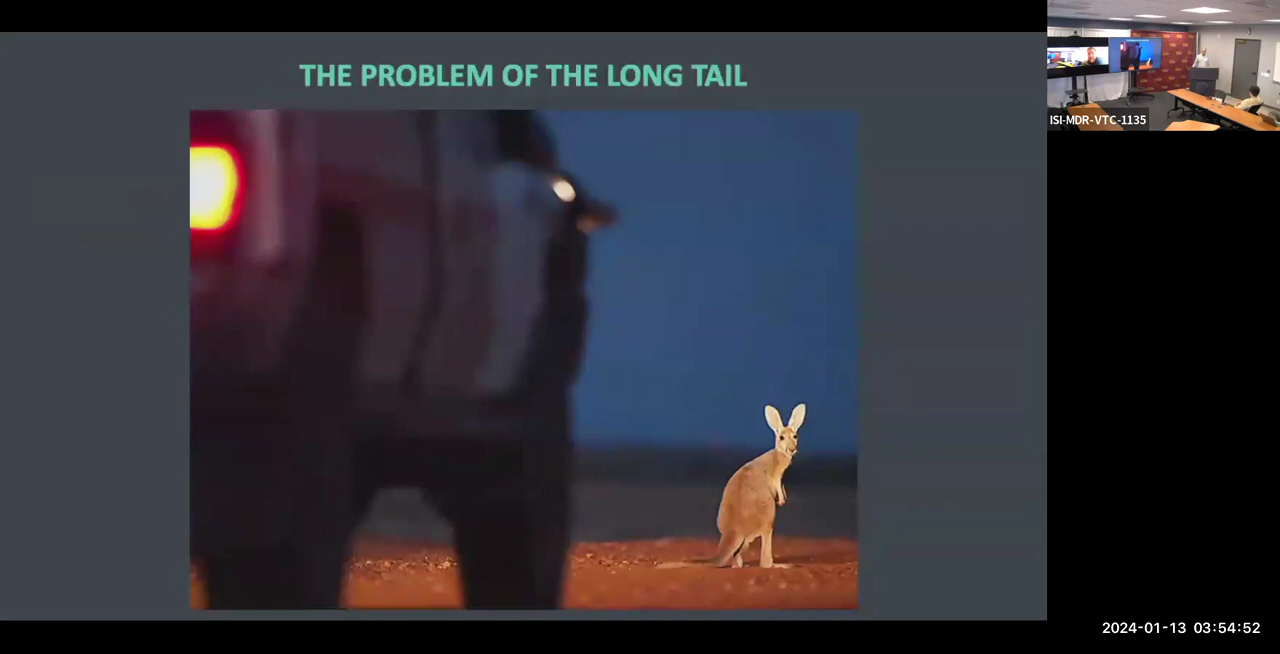 THE PROBLEM OF THE LONG TAIL
ISI-MDR-VTC-1135
2024-01-13 03:54:52